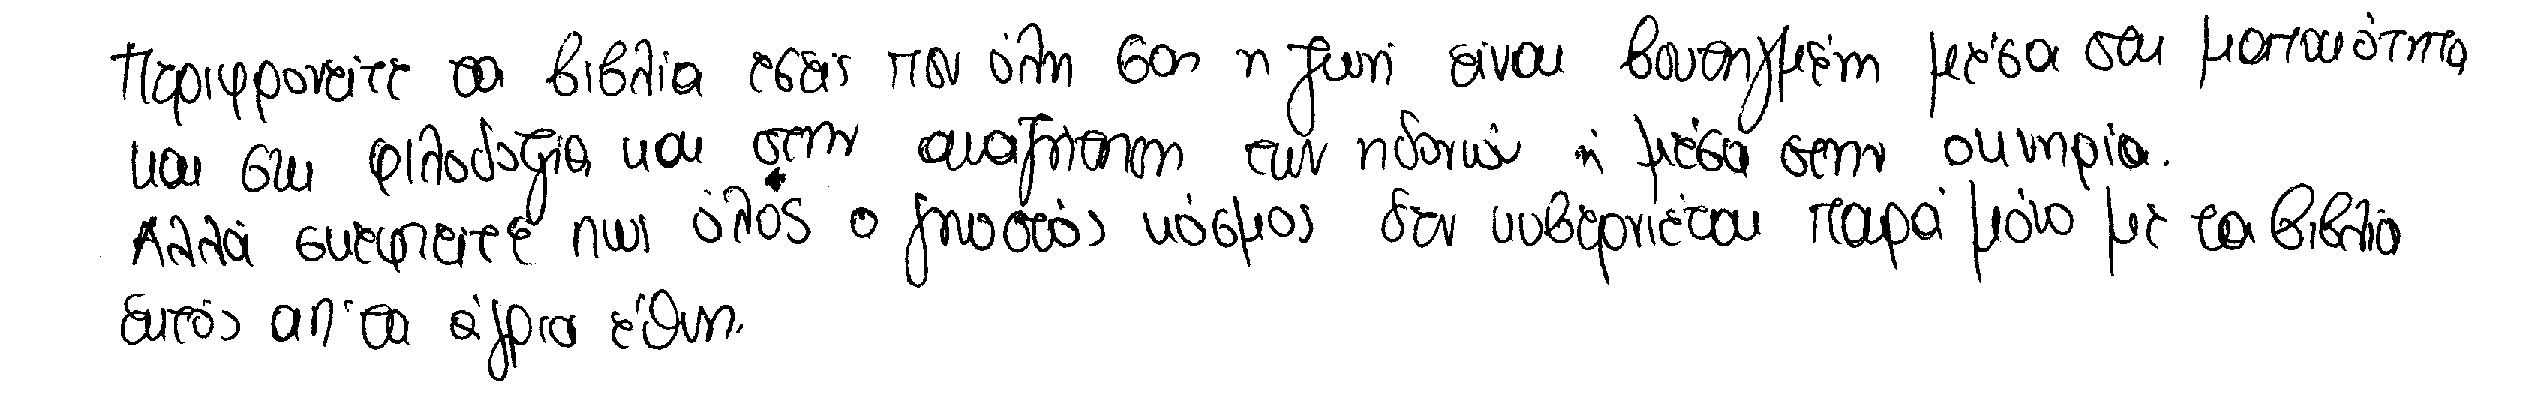 Περιφρονείτε τα βιβλία εσείς που όλη σας η ζωή είναι βουτηγμένη μέσα στη ματαιότητα
και στη φιλοδοξία και στην αναζήτηση των ηδονών ή μέσα στην οκνηρία.
Αλλά σκεφτείτε πως όλος ο γνωστός κόσμος δεν κυβερνιέται παρά μόνο με τα βιβλία
εκτός απ' τα άγρια έθνη.